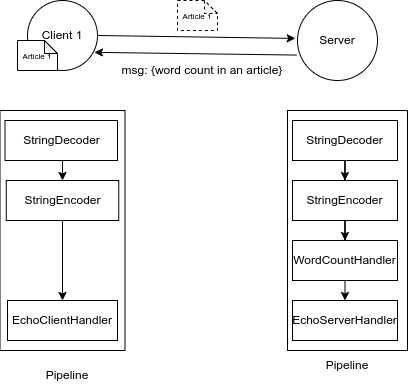 Article 1
Client 1
Server
Article 1
msg: {word count in an article}
StringDecoder
StringEncoder
EchoClientHandler
Pipeline
StringDecoder
StringEncoder
WordCountHandler
EchoServerHandler
Pipeline